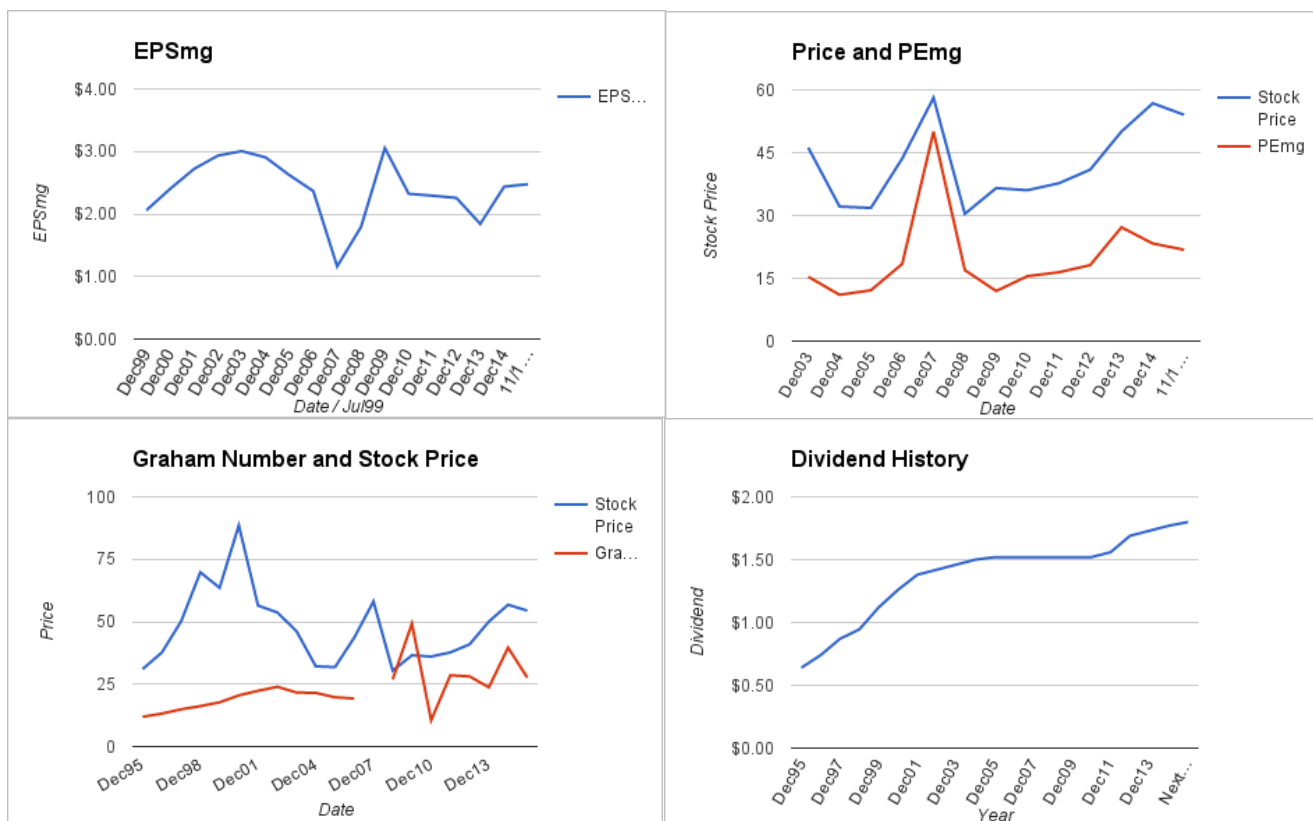 EPSmg
$4.00
$3.00
$2.00
$1.00
$0.00
EPSmg
EPS...
Dec99
Dec00
Dec01
Dec02
Dec03
Dec04
Dec05
Dec06
Dec07
Dec08
Dec09
Dec10
Dec11
Dec12
Dec13
Dec14
11/1...
Date / Jul99
Price and PEmg
60
45
30
15
0
Stock Price
Stock
Price
PEmg
Dec03
Dec04
Dec05
Dec06
Dec07
Dec08
Dec09
Dec10
Dec11
Dec12
Dec13
Dec14
11/1...
Date
Graham Number and Stock Price
100
75
50
25
0
Price
Stock
Price
Gra...
Dec95
Dec98
Dec01
Dec04
Dec07
Dec10
Dec13
Date
Dividend History
$2.00
$1.50
$1.00
$0.50
$0.00
Dividend
Dec95
Dec97
Dec99
Dec01
Dec03
Dec05
Dec07
Dec09
Dec11
Dec13
Next...
Year